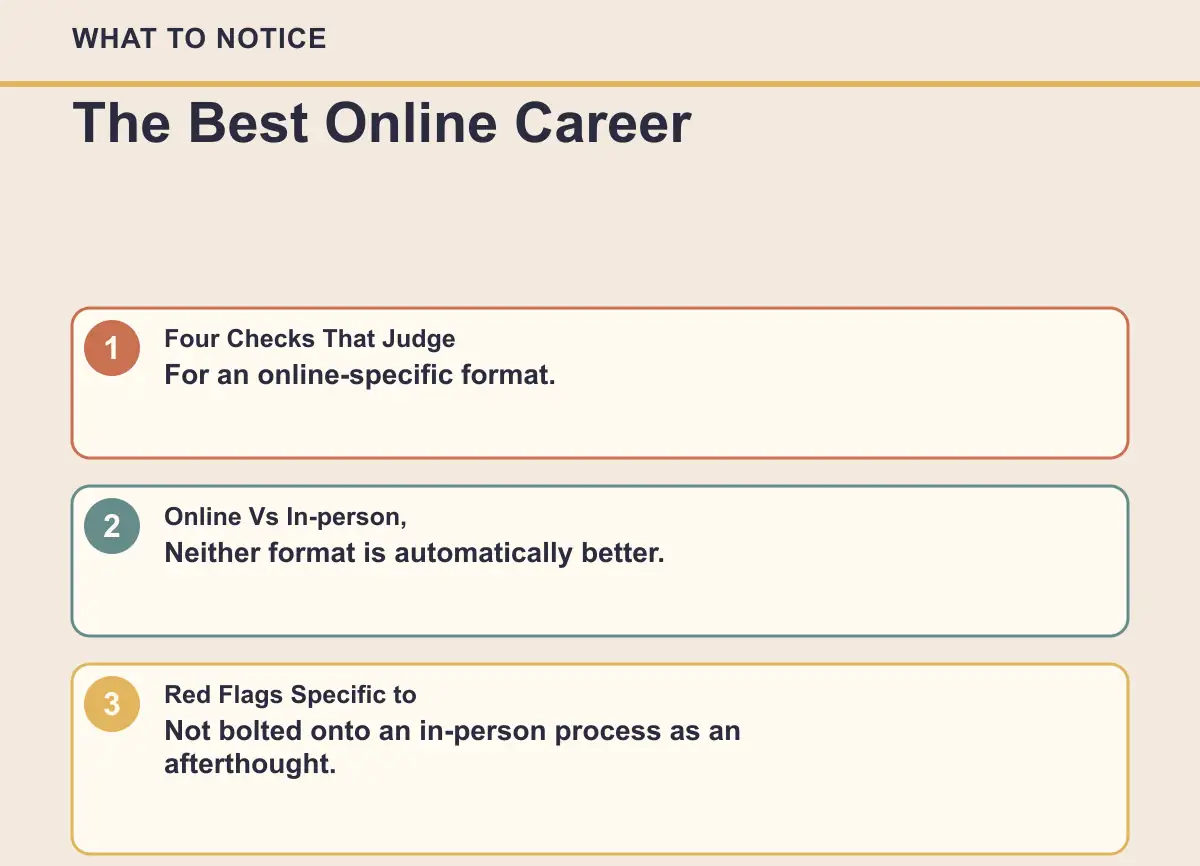 WHAT TO NOTICE
The Best Online Career
1
Four Checks That Judge
For an online-specific format.
2
Online Vs In-person,
Neither format is automatically better.
3
Red Flags Specific to
Not bolted onto an in-person process as an
afterthought.